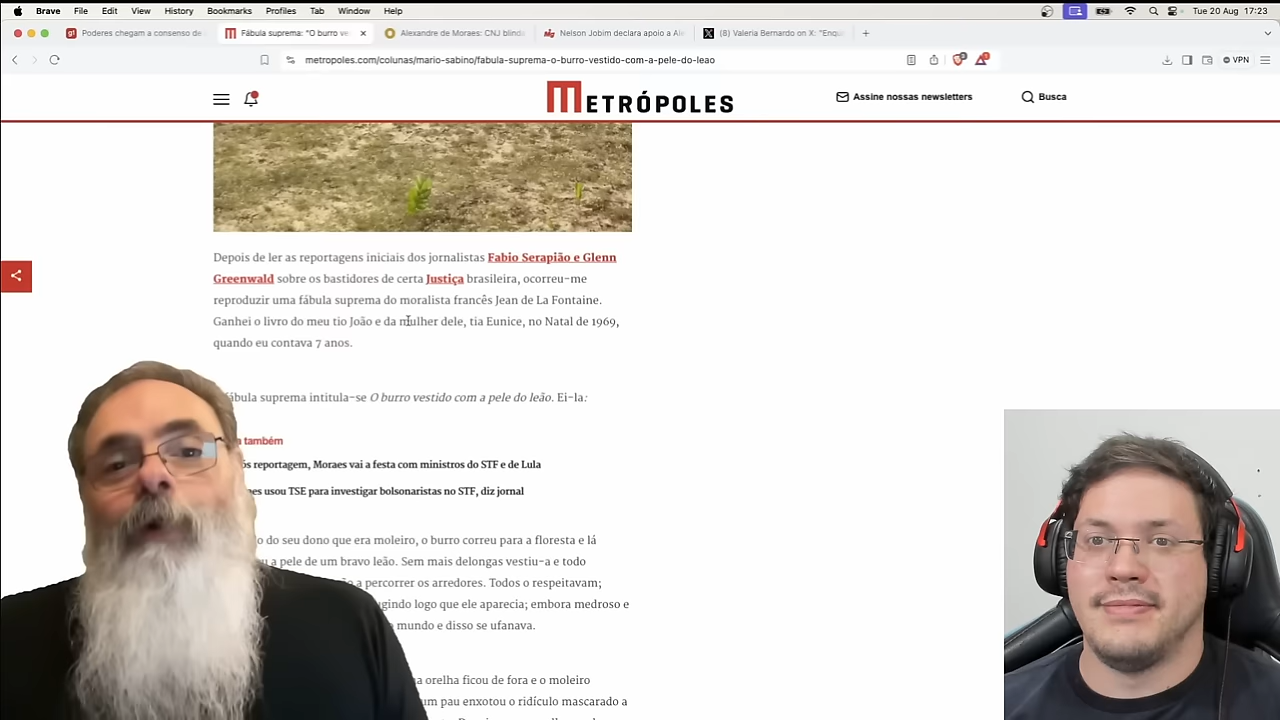 Brave File Edit View History Bookmarks Profiles Tab Window Help Tue 20 Aug 17:23
Poderes chegam a consenso de
Fábula suprema: "O burro ve
Alexandre de Moraes: CNJ blind
Nelson Jobim declara apoio a Al
(8) Valeria Bernardo on X: "Enqu
metropoles.com/colunas/mario-sabino/fabula-suprema-o-burro-vestido-com-a-pele-do-leao
VPN
METRÓPOLES
Assine nossas newsletters
Busca
Depois de ler as reportagens iniciais dos jornalistas Fabio Serapião e Glenn
Greenwald sobre os bastidores de certa Justiça brasileira, ocorreu-me
reproduzir uma fábula suprema do moralista francês Jean de La Fontaine.
Ganhei o livro do meu tio João e da mulher dele, tia Eunice, no Natal de 1969,
quando eu contava 7 anos.
fábula suprema intitula-se O burro vestido com a pele do leão. Ei-la:
também
reportagem, Moraes vai a festa com ministros do STF e de Lula
usou TSE para investigar bolsonaristas no STF, diz jornal
do seu dono que era moleiro, o burro correu para a floresta e lá
a pele de um bravo leão. Sem mais delongas vestiu-a e todo
a percorrer os arredores. Todos o respeitavam;
logo que ele aparecia; embora medroso e
mundo e disso se ufanava.
orelha ficou de fora e o moleiro
um pau enxotou o ridículo mascarado a